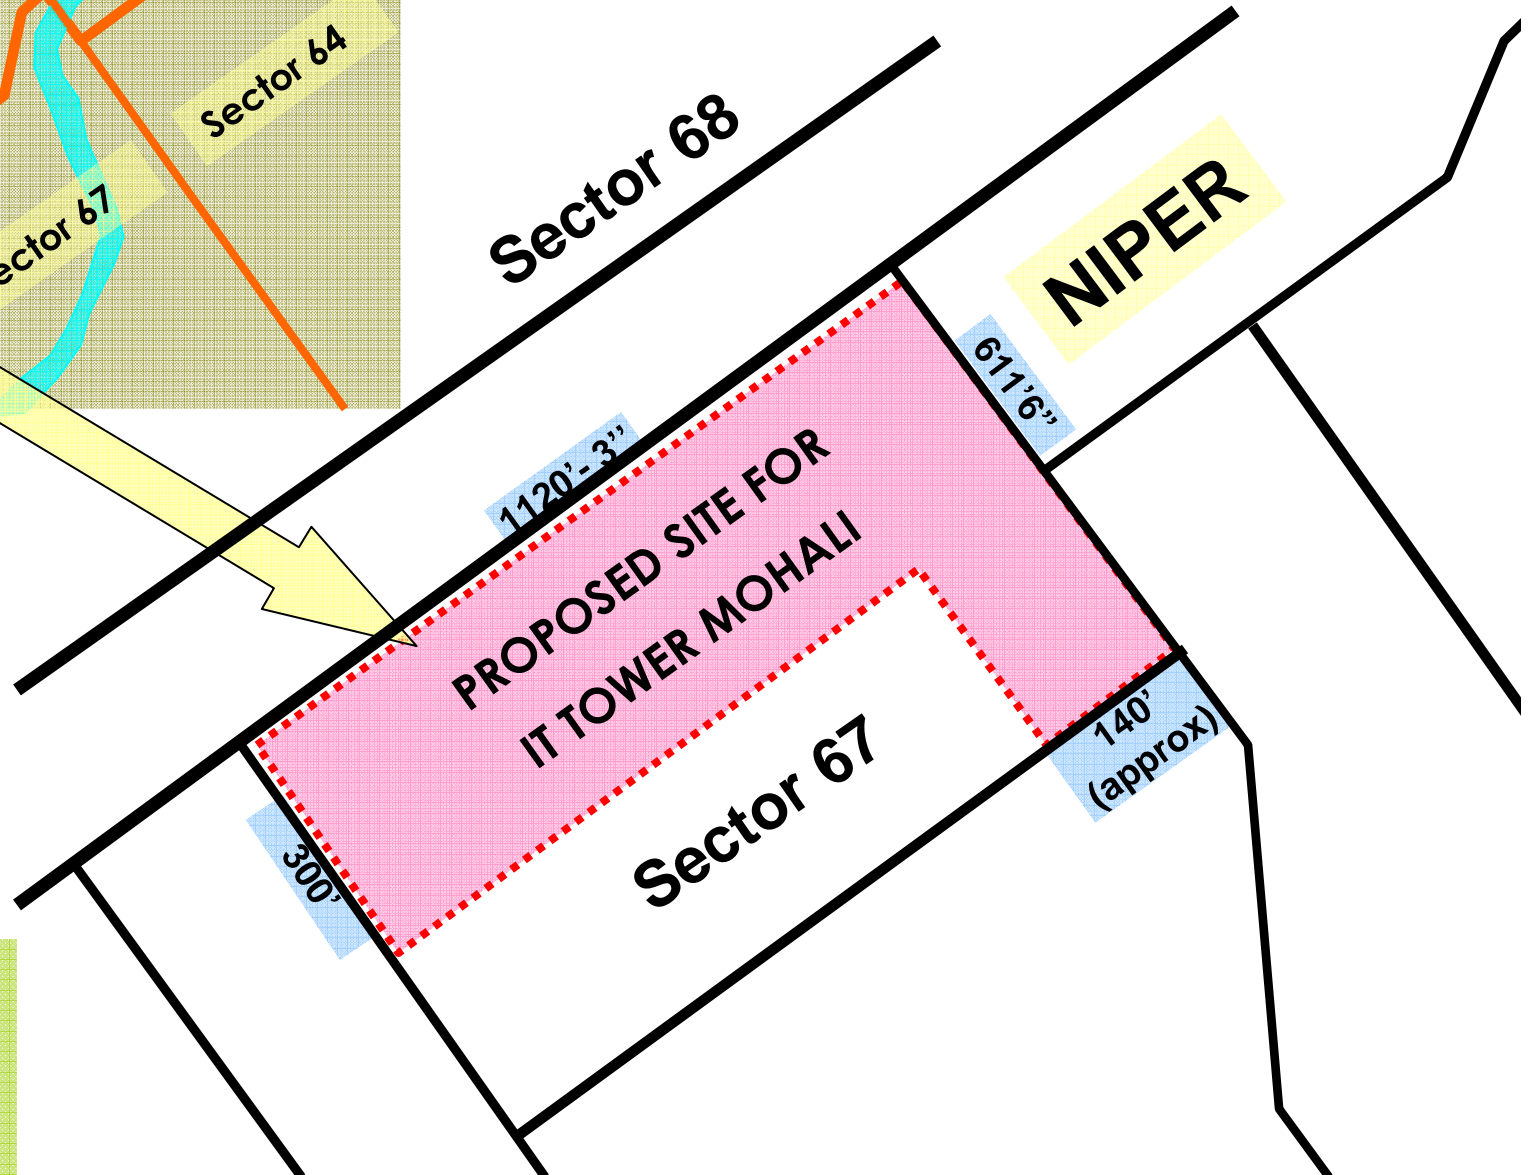 Sector 64
ector 67
Sector 68
NIPER
611’6”
1120’- 3”
PROPOSED SITE FOR
IT TOWER MOHALI
Sector 67
140’
(approx)
300’